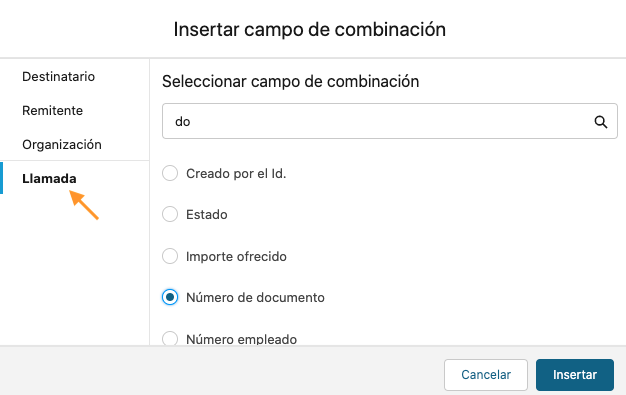 Insertar campo de combinación
Destinatario
Remitente
Organización
Llamada
Seleccionar campo de combinación
do
Creado por el Id.
Estado
Importe ofrecido
Número de documento
Número empleado
Cancelar
Insertar